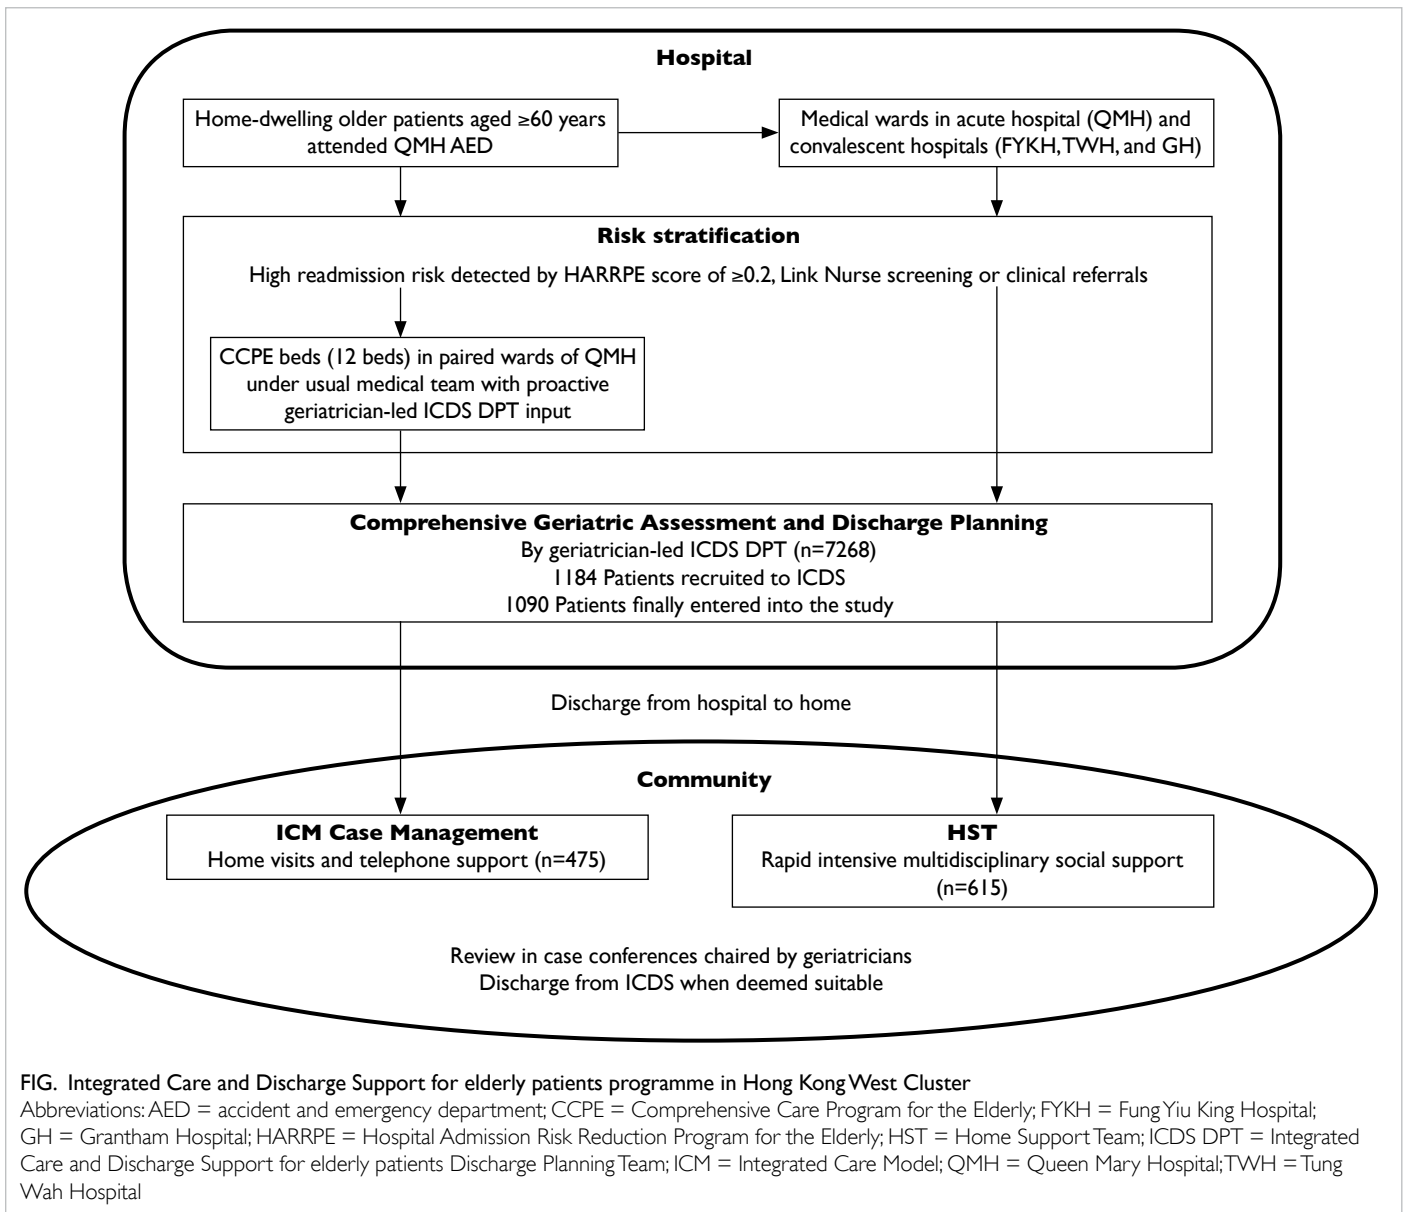 Hospital
Home-dwelling older patients aged ≥60 years
attended QMH AED
Medical wards in acute hospital (QMH) and
convalescent hospitals (FYKH, TWH, and GH)
Risk stratification
High readmission risk detected by HARRPE score of ≥0.2, Link Nurse screening or clinical referrals
CCPE beds (12 beds) in paired wards of QMH
under usual medical team with proactive
geriatrician-led ICDS DPT input
Comprehensive Geriatric Assessment and Discharge Planning
By geriatrician-led ICDS DPT (n=7268)
1184 Patients recruited to ICDS
1090 Patients finally entered into the study
Discharge from hospital to home
Community
ICM Case Management
Home visits and telephone support (n=475)
HST
Rapid intensive multidisciplinary social support
(n=615)
Review in case conferences chaired by geriatricians
Discharge from ICDS when deemed suitable
FIG. Integrated Care and Discharge Support for elderly patients programme in Hong Kong West Cluster
Abbreviations: AED = accident and emergency department; CCPE = Comprehensive Care Program for the Elderly; FYKH = Fung Yiu King Hospital;
GH = Grantham Hospital; HARRPE = Hospital Admission Risk Reduction Program for the Elderly; HST = Home Support Team; ICDS DPT = Integrated
Care and Discharge Support for elderly patients Discharge Planning Team; ICM = Integrated Care Model; QMH = Queen Mary Hospital; TWH = Tung
Wah Hospital